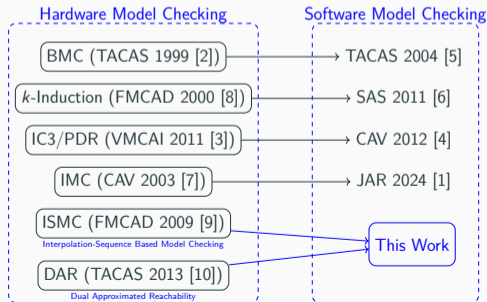 Hardware Model Checking Software Model Checking
BMC (TACAS 1999 [2]) TACAS 2004 [5]
k-Induction (FMCAD 2000 [8]) SAS 2011 [6]
IC3/PDR (VMCAI 2011 [3]) CAV 2012 [4]
IMC (CAV 2003 [7]) JAR 2024 [1]
ISMC (FMCAD 2009 [9])
Interpolation-Sequence Based Model Checking
This Work
DAR (TACAS 2013 [10])
Dual Approximated Reachability